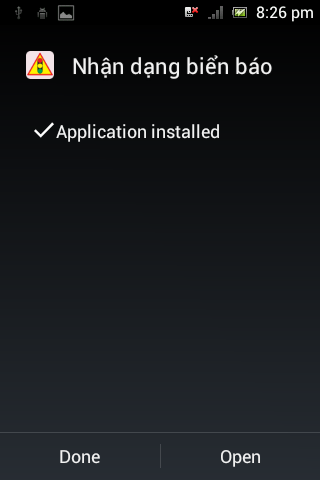 8:26 pm
Nhận dạng biển báo
Application installed
Done
Open